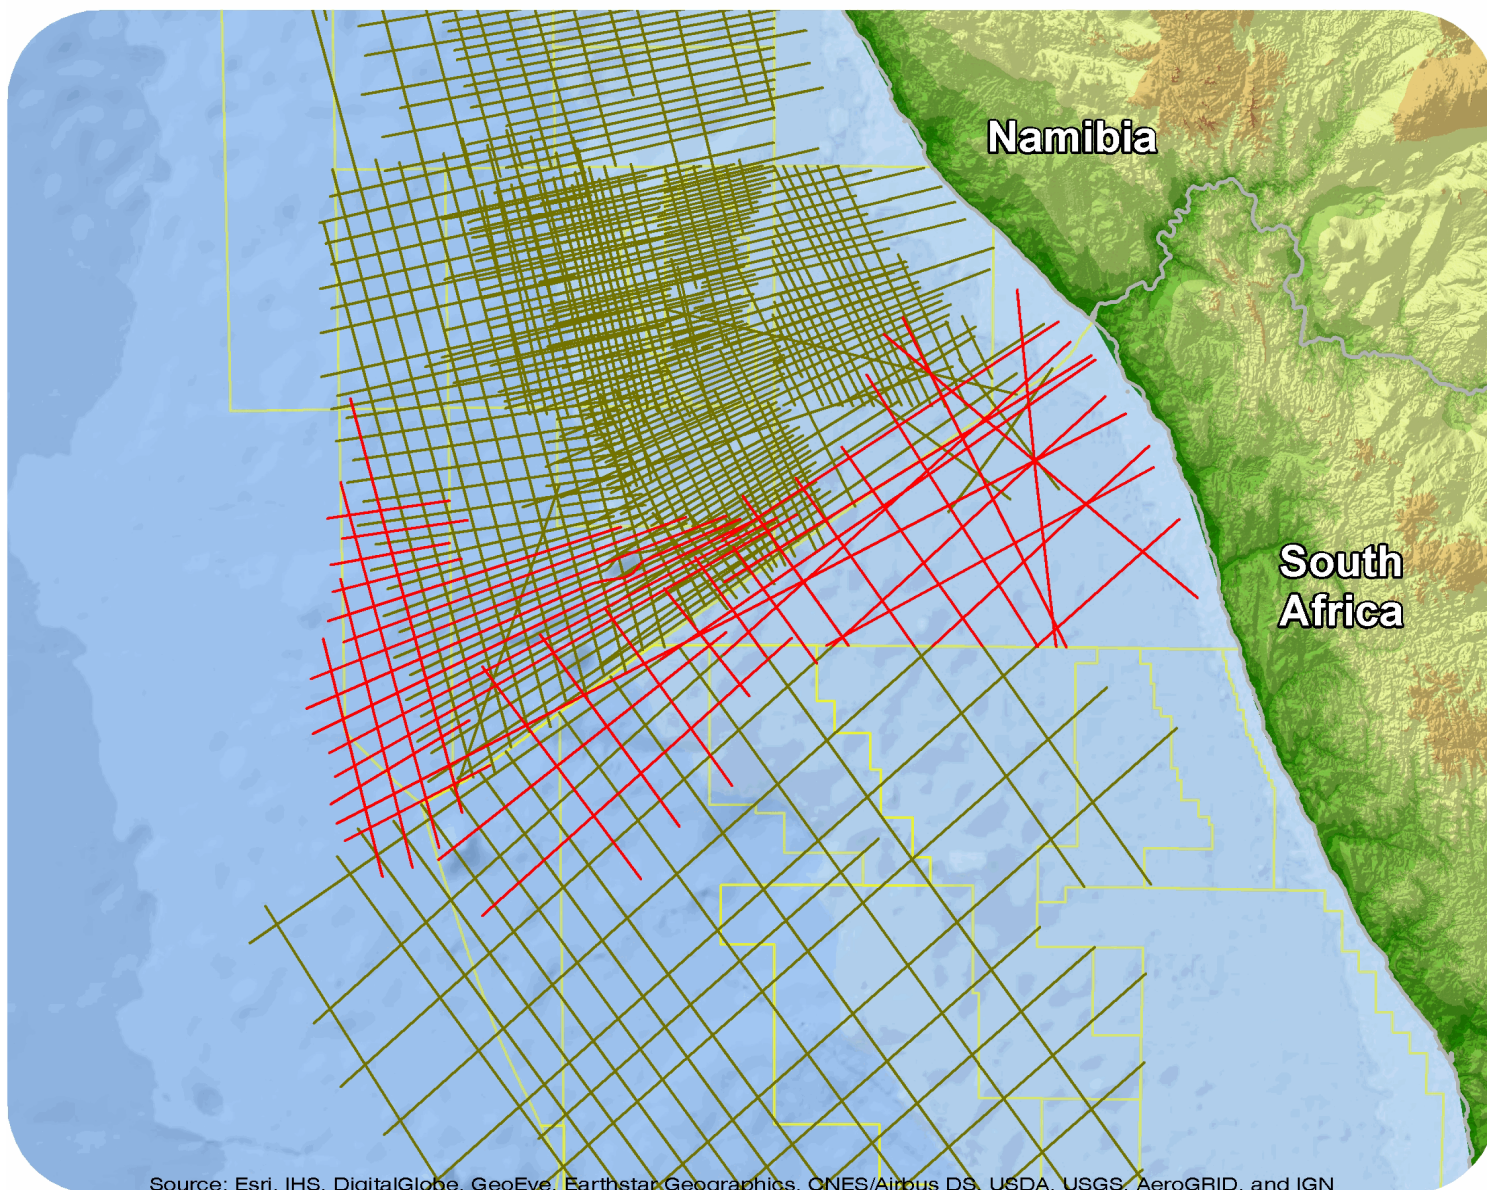 Namibia
South
Africa
Source: Esri, IHS, DigitalGlobe, GeoEye, Earthstar Geographics, CNES/Airbus DS, USDA, USGS, AeroGRID, and IGN